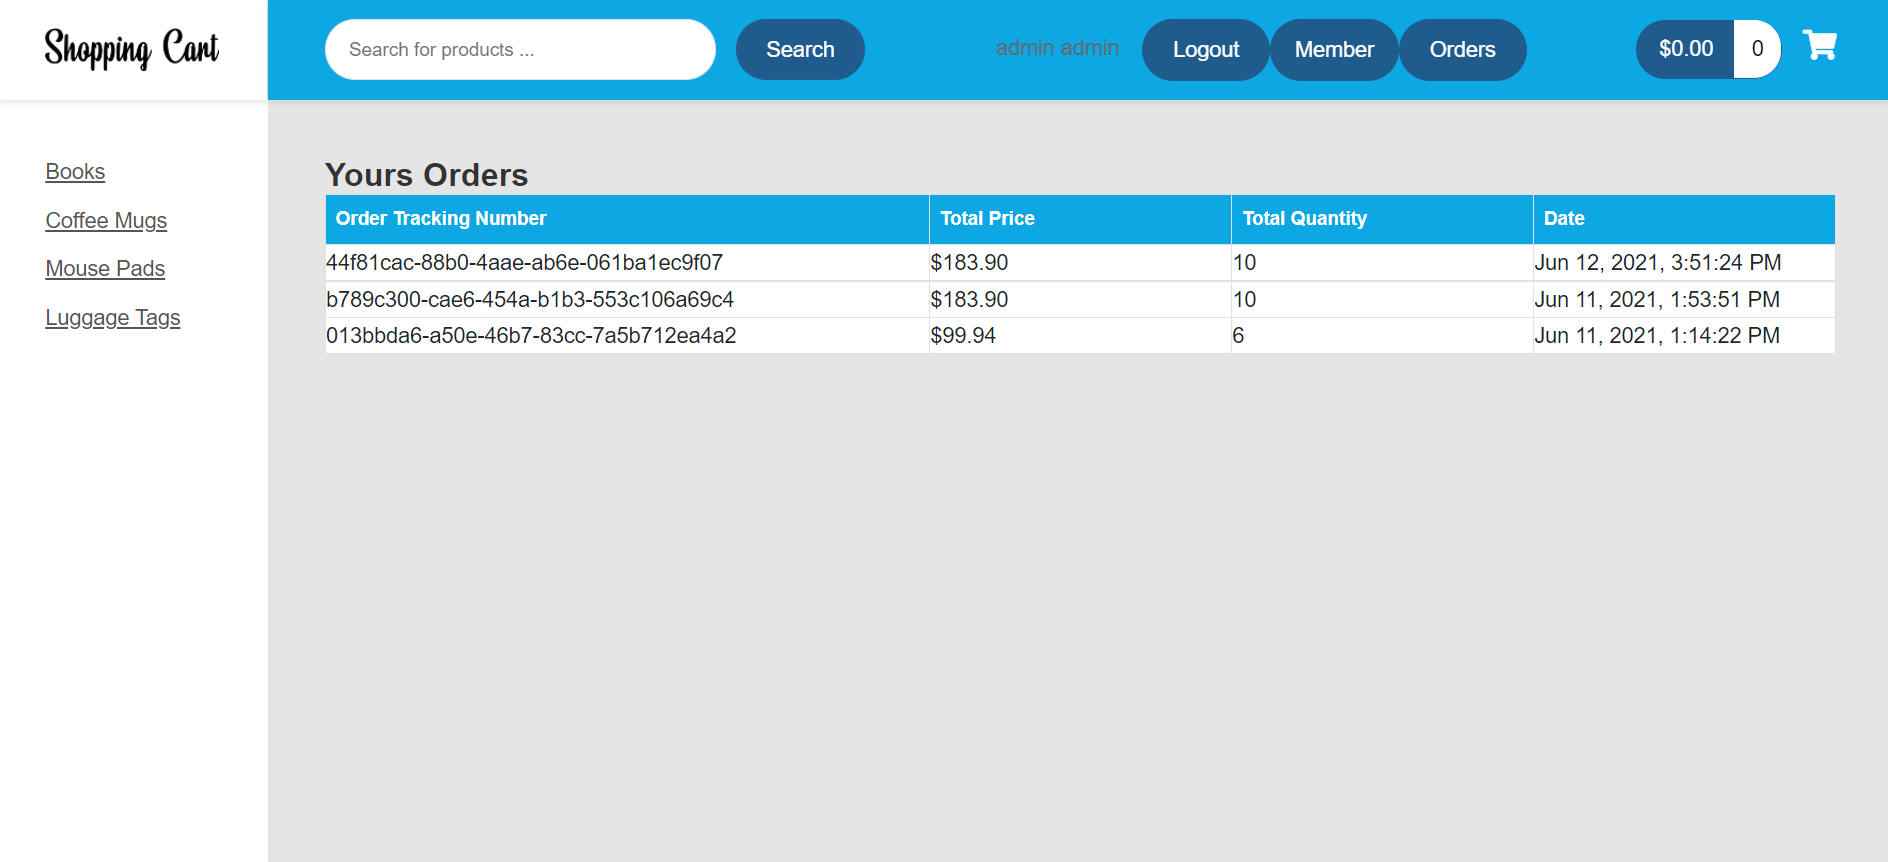 Shopping Cart
Search for products ...
Search
admin admin
Logout
Member
Orders
$0.00
0
Books
Coffee Mugs
Mouse Pads
Luggage Tags
Yours Orders
Order Tracking Number Total Price Total Quantity Date
44f81cac-88b0-4aae-ab6e-061ba1ec9f07 $183.90 10 Jun 12, 2021, 3:51:24 PM
b789c300-cae6-454a-b1b3-553c106a69c4 $183.90 10 Jun 11, 2021, 1:53:51 PM
013bbda6-a50e-46b7-83cc-7a5b712ea4a2 $99.94 6 Jun 11, 2021, 1:14:22 PM